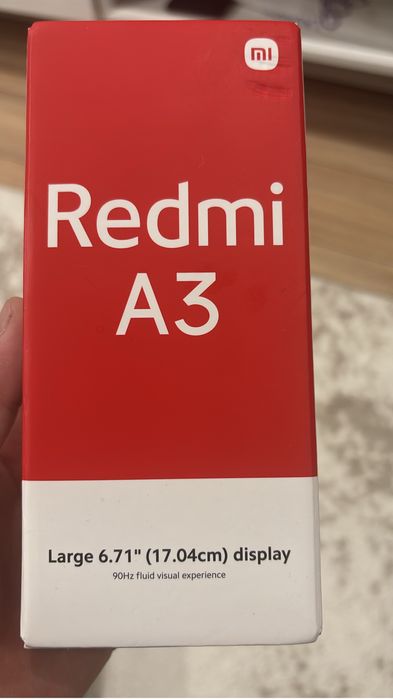 mi
Redmi
A3
Large 6.71" (17.04cm) display
90Hz fluid visual experience